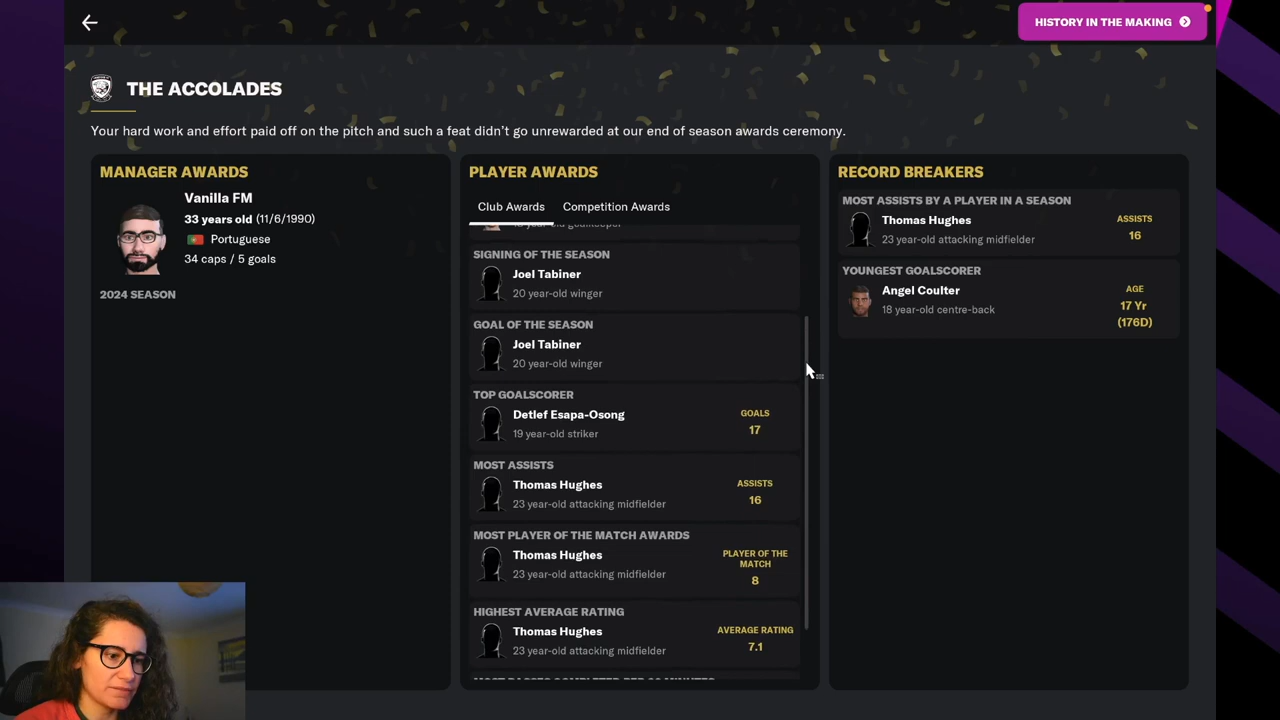 HISTORY IN THE MAKING
THE ACCOLADES
Your hard work and effort paid off on the pitch and such a feat didn't go unrewarded at our end of season awards ceremony.
MANAGER AWARDS
Vanilla FM
33 years old (11/6/1990)
Portuguese
34 caps / 5 goals
2024 SEASON
PLAYER AWARDS
Club Awards
Competition Awards
SIGNING OF THE SEASON
Joel Tabiner
20 year-old winger
GOAL OF THE SEASON
Joel Tabiner
20 year-old winger
TOP GOALSCORER
Detlef Esapa-Osong
19 year-old striker
GOALS
17
MOST ASSISTS
Thomas Hughes
23 year-old attacking midfielder
ASSISTS
16
MOST PLAYER OF THE MATCH AWARDS
Thomas Hughes
23 year-old attacking midfielder
PLAYER OF THE
MATCH
8
HIGHEST AVERAGE RATING
Thomas Hughes
23 year-old attacking midfielder
AVERAGE RATING
7.1
RECORD BREAKERS
MOST ASSISTS BY A PLAYER IN A SEASON
Thomas Hughes
23 year-old attacking midfielder
ASSISTS
16
YOUNGEST GOALSCORER
Angel Coulter
18 year-old centre-back
AGE
17 Yr
(176D)